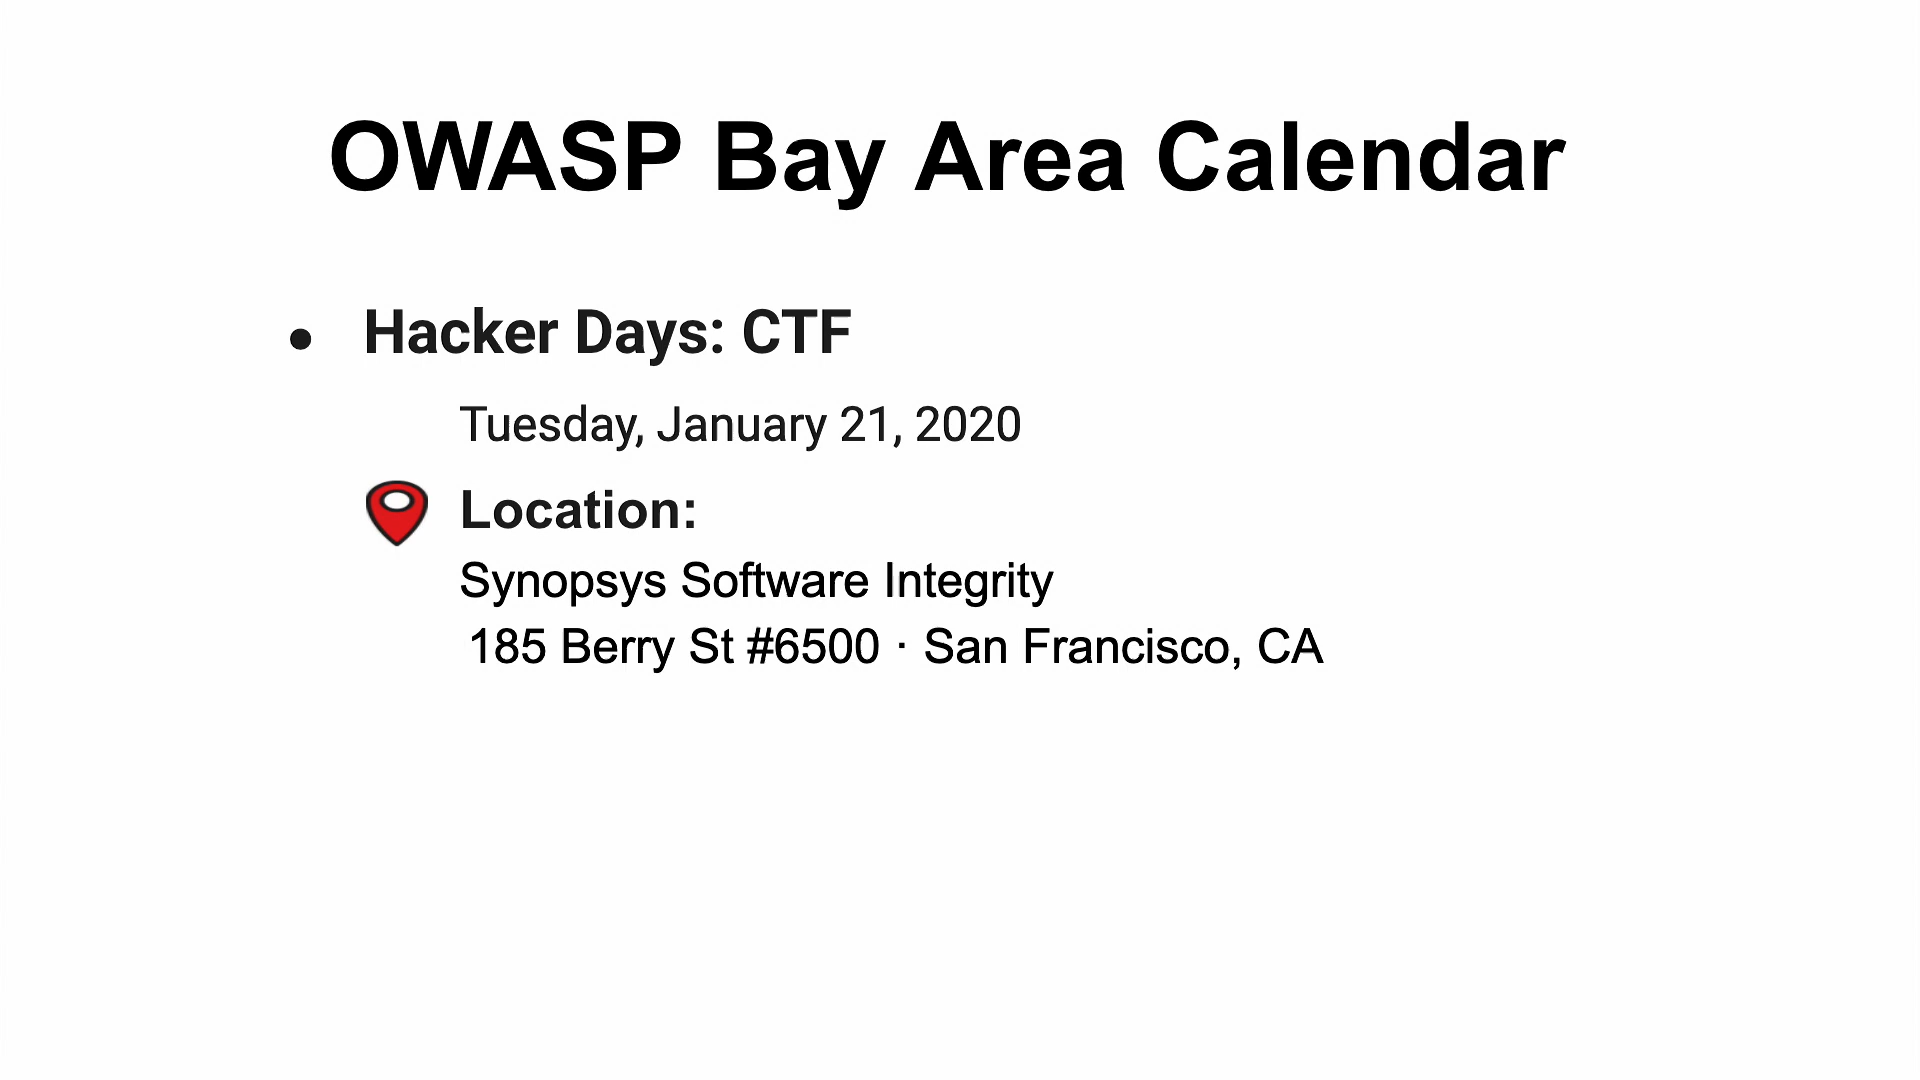 OWASP Bay Area Calendar
• Hacker Days: CTF
Tuesday, January 21, 2020
Location:
Synopsys Software Integrity
185 Berry St #6500 · San Francisco, CA